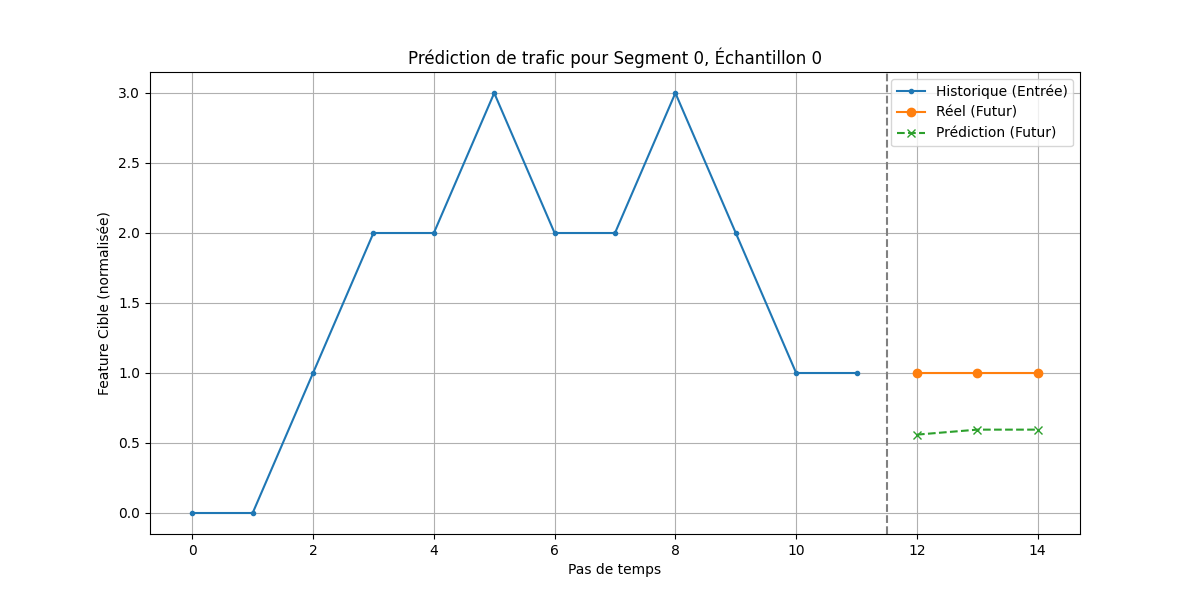 Prédiction de trafic pour Segment 0, Échantillon 0
Historique (Entrée)
Réel (Futur)
Prédiction (Futur)
Feature Cible (normalisée)
3.0
2.5
2.0
1.5
1.0
0.5
0.0
0 2 4 6 8 10 12 14
Pas de temps